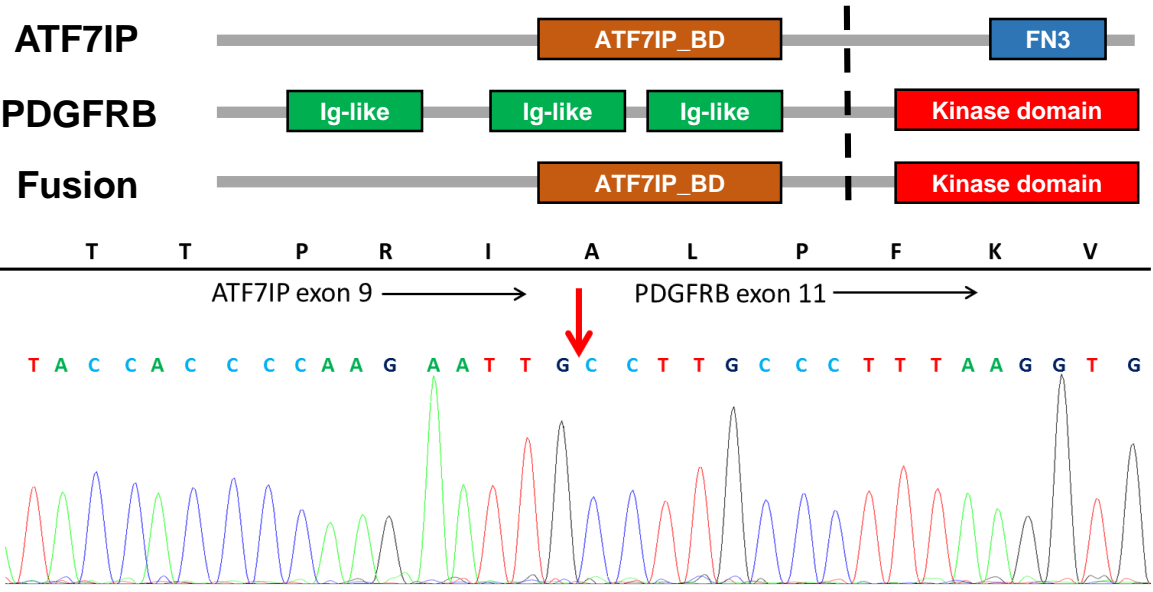 ATF7IP ATF7IP_BD FN3
PDGFRB Ig-like Ig-like Ig-like Kinase domain
Fusion ATF7IP_BD Kinase domain
T T P R I A L P F K V
ATF7IP exon 9 PDGFRB exon 11
T A C C A C C C C A A G A A T T G C C T T G C C C T T T A A G G T G